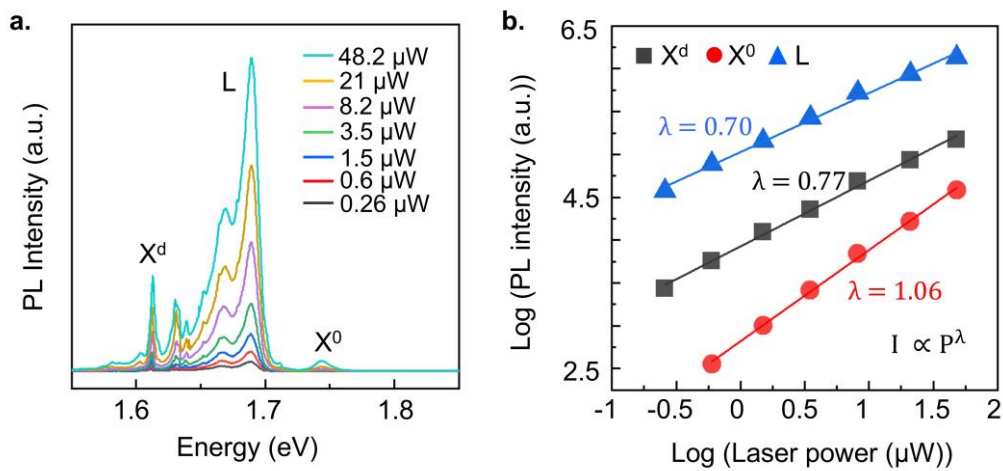 a.
PL Intensity (a.u.)
L
X^d
X^0
48.2 μW
21 μW
8.2 μW
3.5 μW
1.5 μW
0.6 μW
0.26 μW
1.6
1.7
1.8
Energy (eV)
b.
Log (PL intensity (a.u.)
6.5
4.5
2.5
X^d X^0 L
λ = 0.70
λ = 0.77
λ = 1.06
I ∝ P^λ
-1 -0.5 0 0.5 1 1.5 2
Log (Laser power (μW))